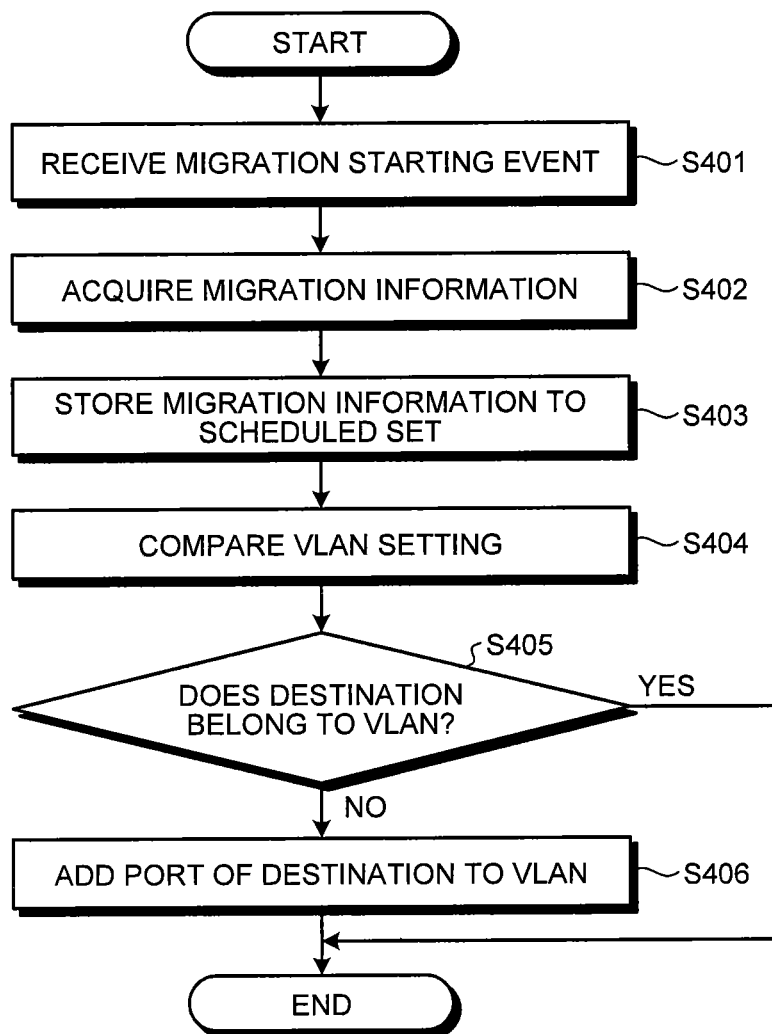 START
RECEIVE MIGRATION STARTING EVENT
S401
ACQUIRE MIGRATION INFORMATION
S402
STORE MIGRATION INFORMATION TO
SCHEDULED SET
S403
COMPARE VLAN SETTING
S404
S405
DOES DESTINATION
BELONG TO VLAN?
YES
NO
ADD PORT OF DESTINATION TO VLAN
S406
END